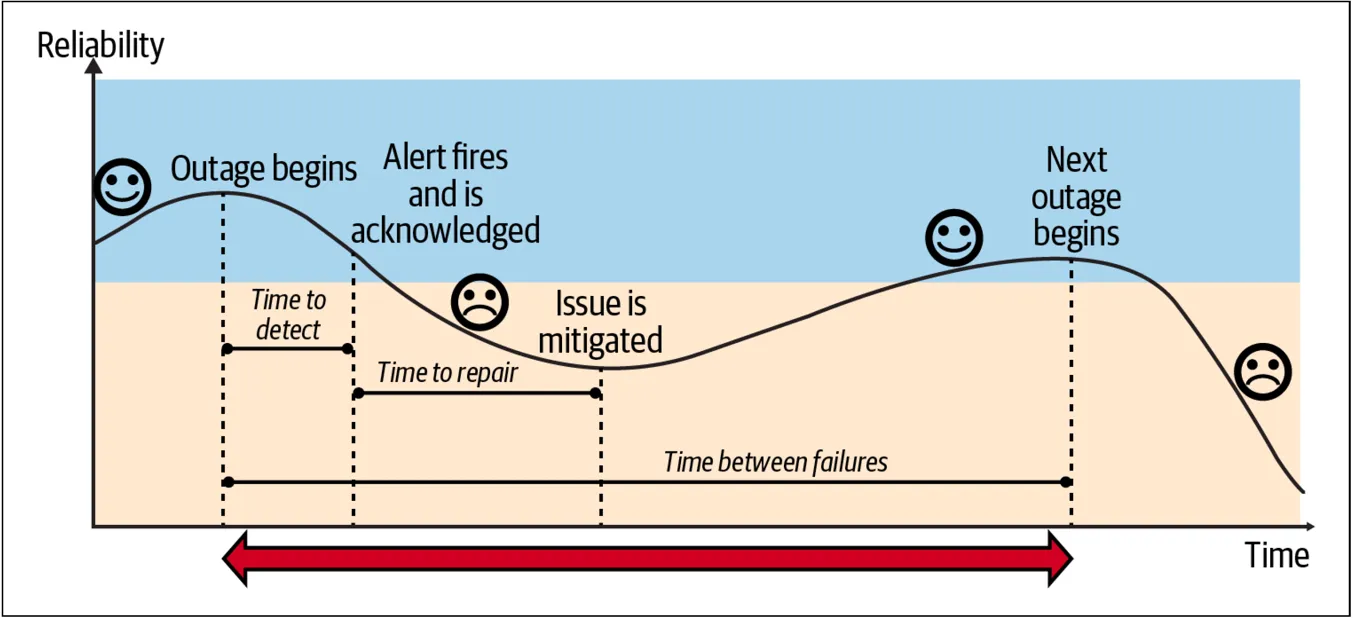 Reliability
Outage begins
Alert fires
and is
acknowledged
Next
outage
begins
Time to
detect
Issue is
mitigated
Time to repair
Time between failures
Time